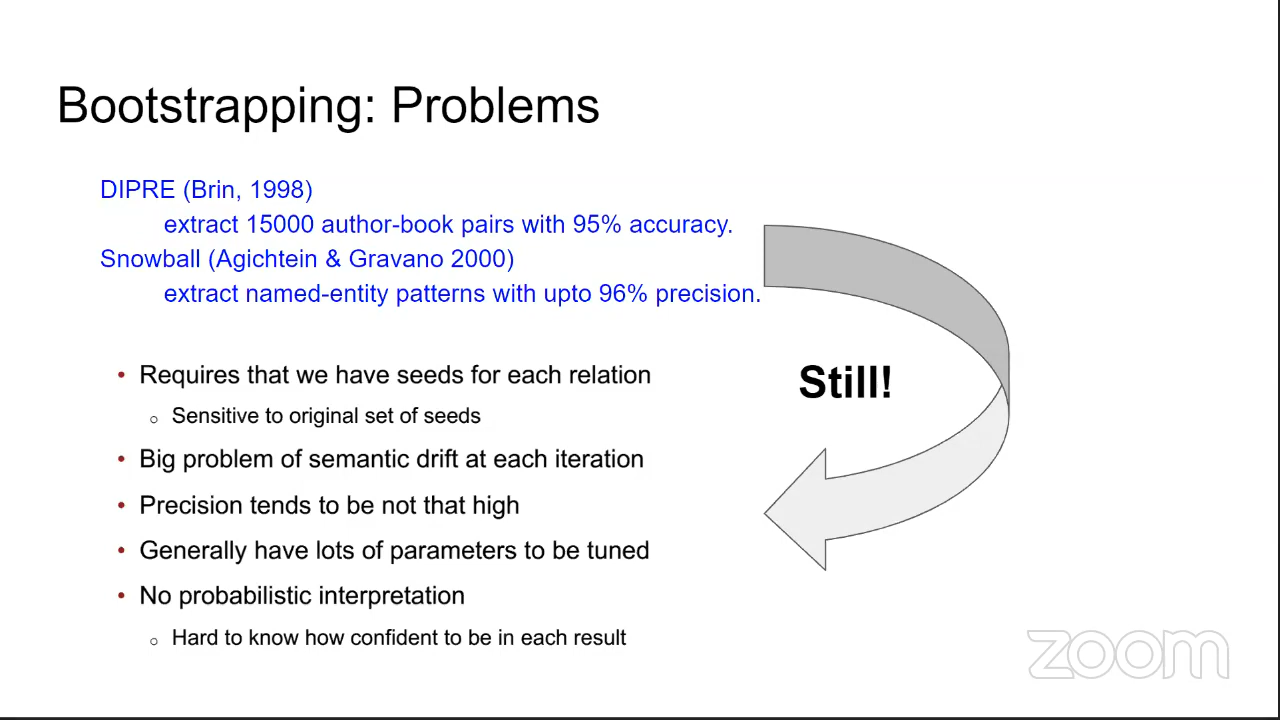 Bootstrapping: Problems
DIPRE (Brin, 1998)
extract 15000 author-book pairs with 95% accuracy.
Snowball (Agichtein & Gravano 2000)
extract named-entity patterns with upto 96% precision.
• Requires that we have seeds for each relation
○ Sensitive to original set of seeds
• Big problem of semantic drift at each iteration
• Precision tends to be not that high
• Generally have lots of parameters to be tuned
• No probabilistic interpretation
○ Hard to know how confident to be in each result
Still!
zoom